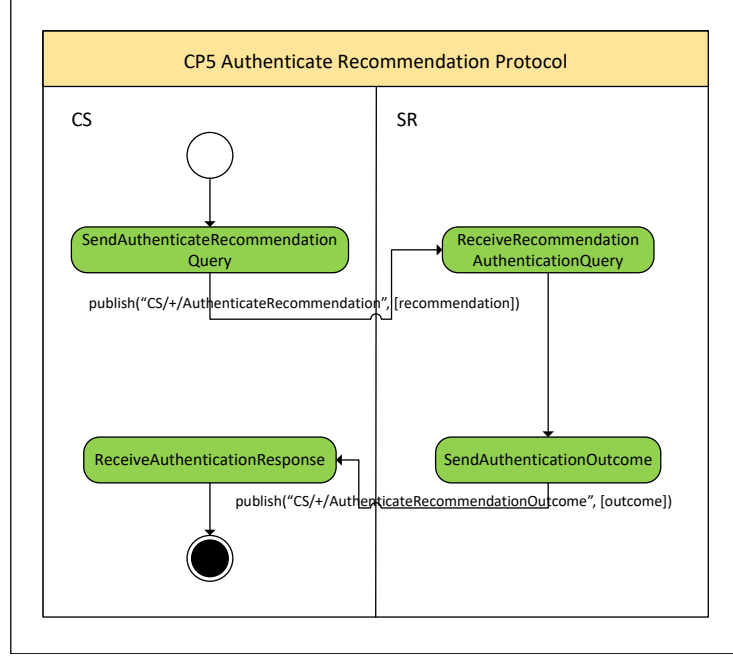 CP5 Authenticate Recommendation Protocol
CS
SR
SendAuthenticateRecommendation
Query
ReceiveRecommendation
AuthenticationQuery
publish(“CS/+/AuthenticateRecommendation”, [recommendation])
ReceiveAuthenticationResponse
SendAuthenticationOutcome
publish(“CS/+/AuthenticateRecommendationOutcome”, [outcome])